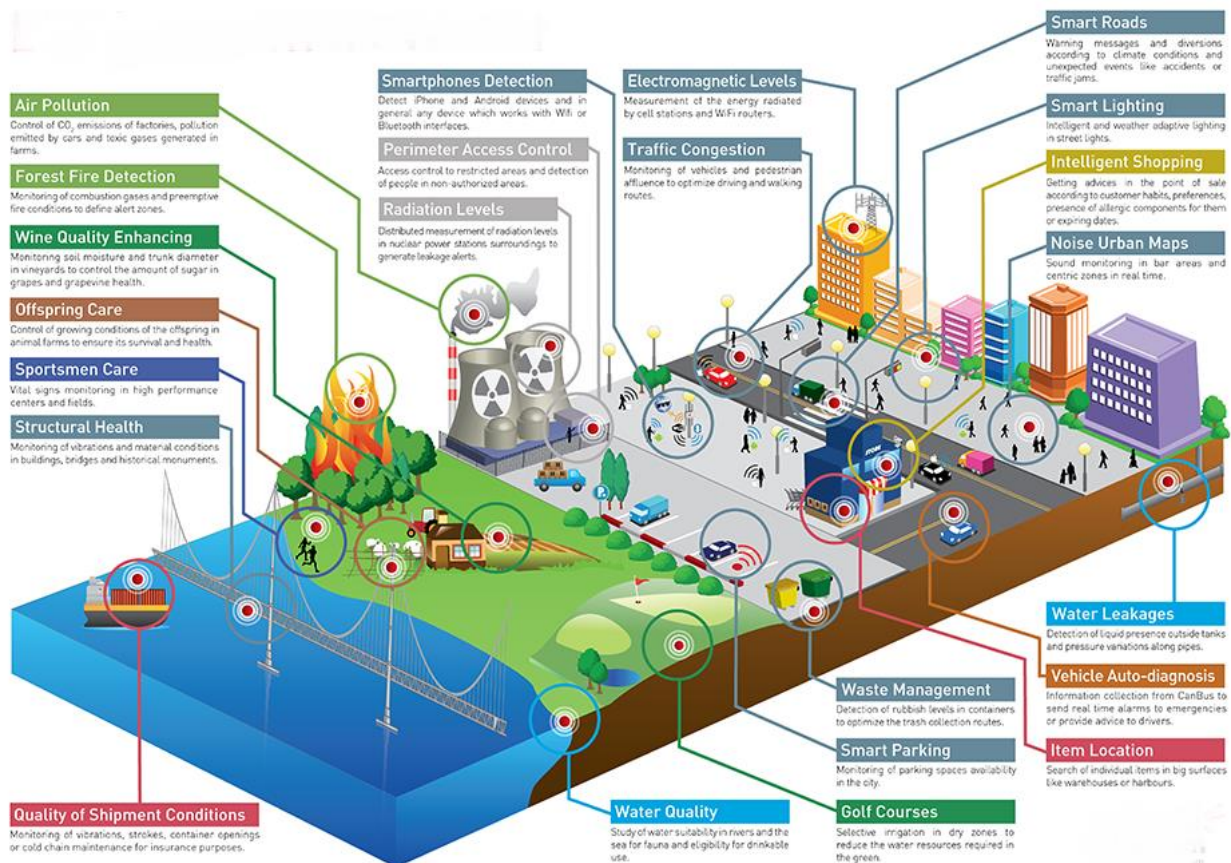 Smart Roads
Warning messages and diversions
according to climate conditions and
unexpected events like accidents or
traffic jams.
Smartphones Detection
Detect iPhone and Android devices and in
general any device which works with Wifi or
Bluetooth interfaces.
Electromagnetic Levels
Measurement of the energy radiated
by cell stations and WiFi routers.
Air Pollution
Control of CO₂ emissions of factories, pollution
emitted by cars and toxic gases generated in
farms.
Smart Lighting
Intelligent and weather adaptive lighting
in street lights.
Perimeter Access Control
Access control to restricted areas and detection
of people in non-authorized areas.
Traffic Congestion
Monitoring of vehicles and pedestrian
affluence to optimize driving and walking
routes.
Intelligent Shopping
Getting advices in the point of sale
according to customer habits, preferences,
presence of allergic components for them
or expiring dates.
Forest Fire Detection
Monitoring of combustion gases and preemptive
fire conditions to define alert zones.
Radiation Levels
Distributed measurement of radiation levels
in nuclear power stations surroundings to
generate leakage alerts.
Wine Quality Enhancing
Monitoring soil moisture and trunk diameter
in vineyards to control the amount of sugar in
grapes and grapevine health.
Noise Urban Maps
Sound monitoring in bar areas and
centric zones in real time.
Offspring Care
Control of growing conditions of the offspring in
animal farms to ensure its survival and health.
Sportsmen Care
Vital signs monitoring in high performance
centers and fields.
Structural Health
Monitoring of vibrations and material conditions
in buildings, bridges and historical monuments.
STORE
P
Water Leakages
Detection of liquid presence outside tanks
and pressure variations along pipes.
Vehicle Auto-diagnosis
Information collection from CanBus to
send real time alarms to emergencies
or provide advice to drivers.
Waste Management
Detection of rubbish levels in containers
to optimize the trash collection routes.
Smart Parking
Monitoring of parking spaces availability
in the city.
Item Location
Search of individual items in big surfaces
like warehouses or harbours.
Quality of Shipment Conditions
Monitoring of vibrations, strokes, container openings
or cold chain maintenance for insurance purposes.
Water Quality
Study of water suitability in rivers and the
sea for fauna and eligibility for drinkable
use.
Golf Courses
Selective irrigation in dry zones to
reduce the water resources required in
the green.